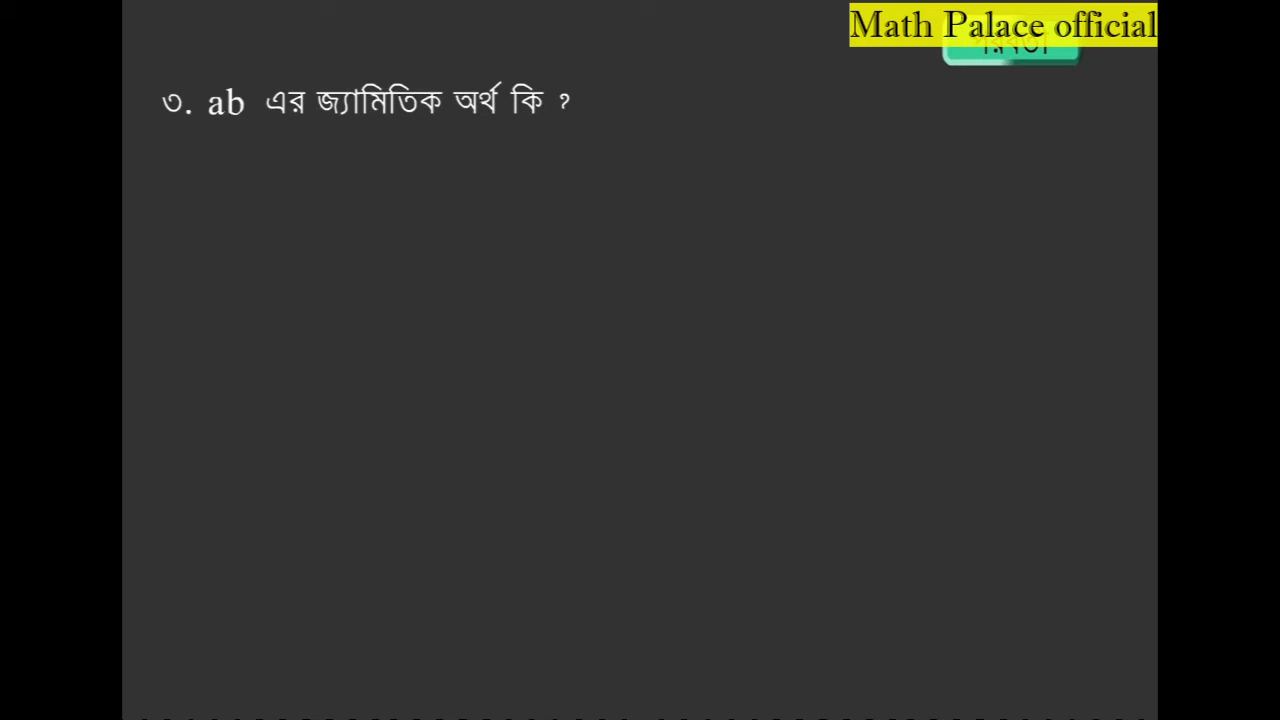 Math Palace official
৩. ab এর জ্যামিতিক অর্থ কি ?